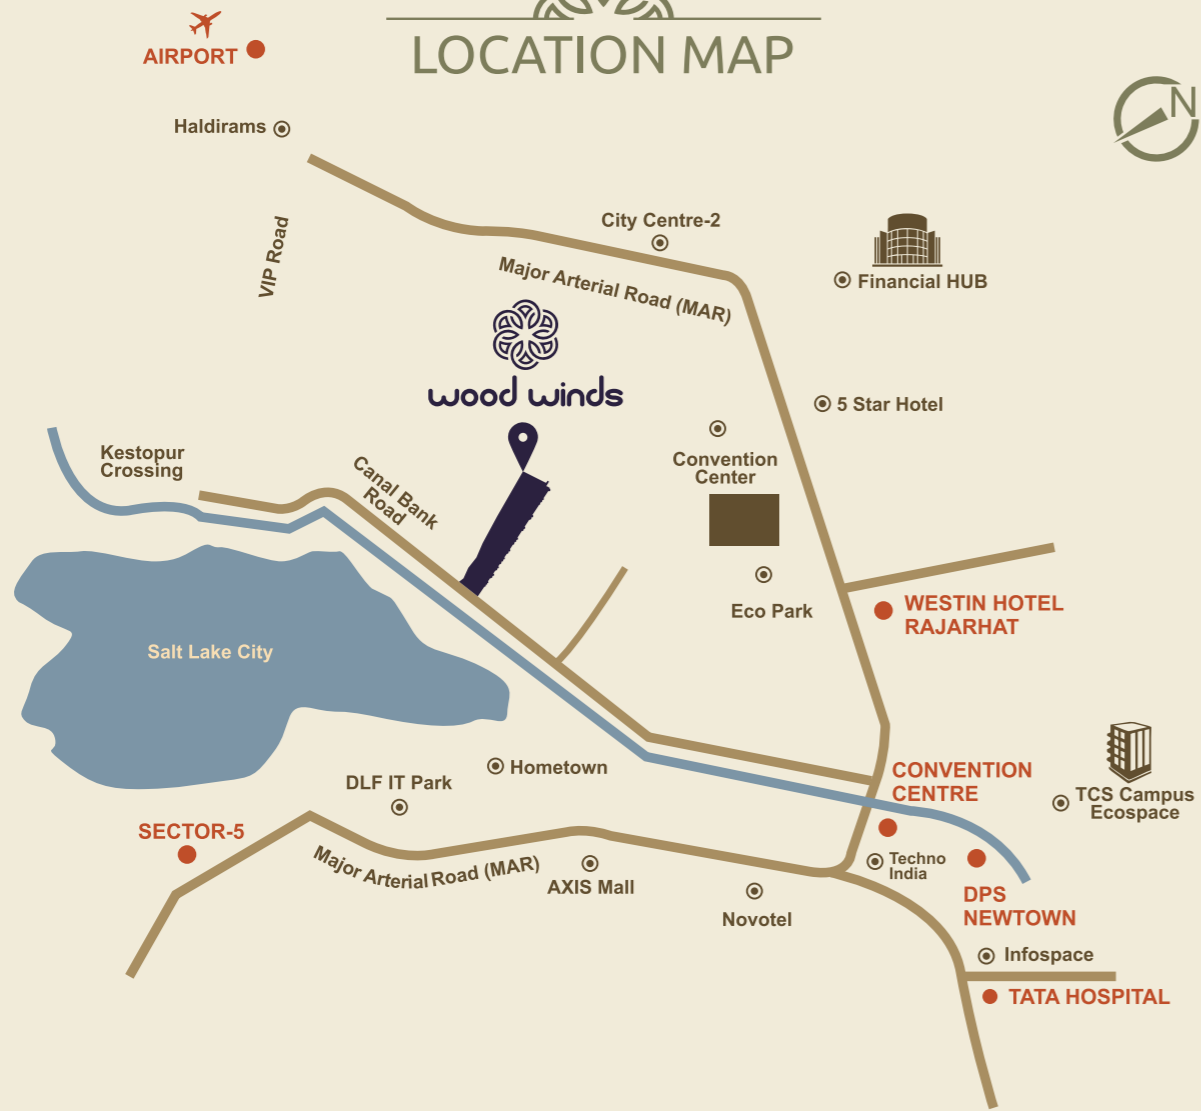 LOCATION MAP
AIRPORT
N
Haldirams
City Centre-2
VIP Road
Major Arterial Road (MAR)
Financial HUB
wood winds
5 Star Hotel
Kestopur
Crossing
Canal Bank
Road
Convention
Center
Eco Park
WESTIN HOTEL
RAJARHAT
Salt Lake City
Hometown
DLF IT Park
CONVENTION
CENTRE
TCS Campus
Ecospace
SECTOR-5
Major Arterial Road (MAR)
AXIS Mall
Techno
India
Novotel
DPS
NEWTOWN
Infospace
TATA HOSPITAL